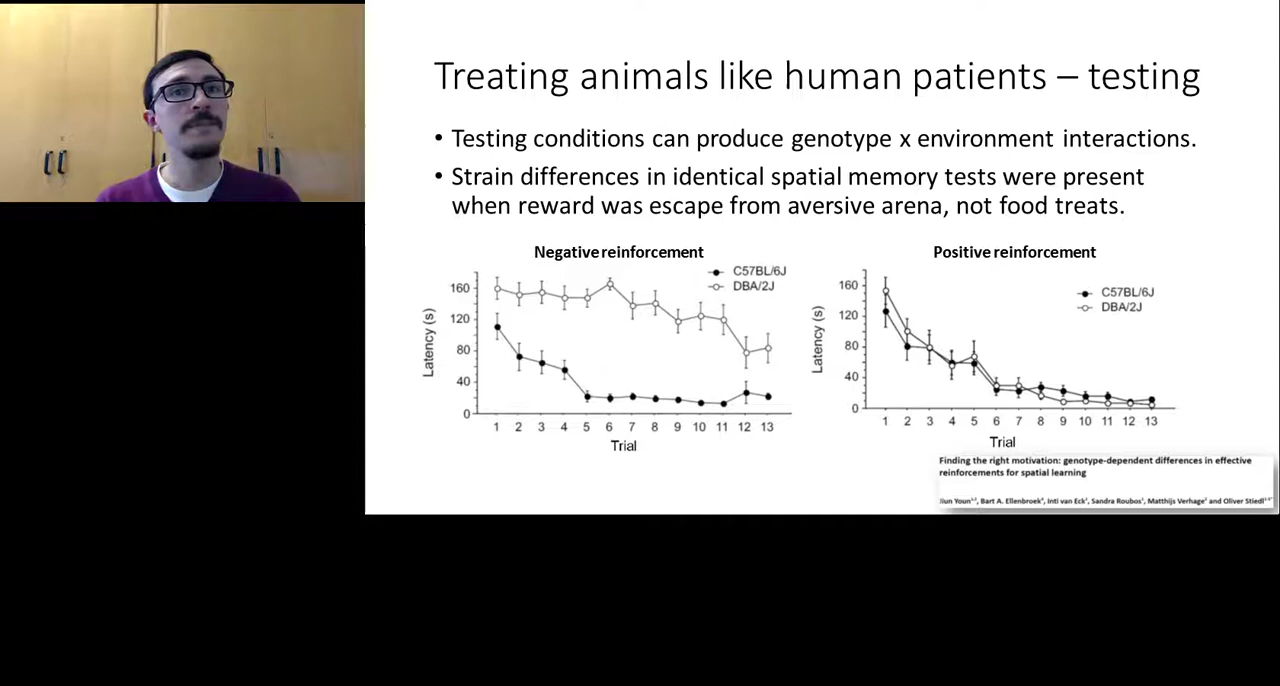 Treating animals like human patients – testing
• Testing conditions can produce genotype x environment interactions.
• Strain differences in identical spatial memory tests were present
when reward was escape from aversive arena, not food treats.
Negative reinforcement
C57BL/6J
DBA/2J
Latency (s)
160
120
80
40
0
1 2 3 4 5 6 7 8 9 10 11 12 13
Trial
Positive reinforcement
C57BL/6J
DBA/2J
Latency (s)
160
120
80
40
0
1 2 3 4 5 6 7 8 9 10 11 12 13
Trial
Finding the right motivation: genotype-dependent differences in effective
reinforcements for spatial learning
Jiun Youn, Bart A. Ellenbroek, Inti van Eck, Sandra Roubos, Matthijs Verhage and Oliver Stiedl